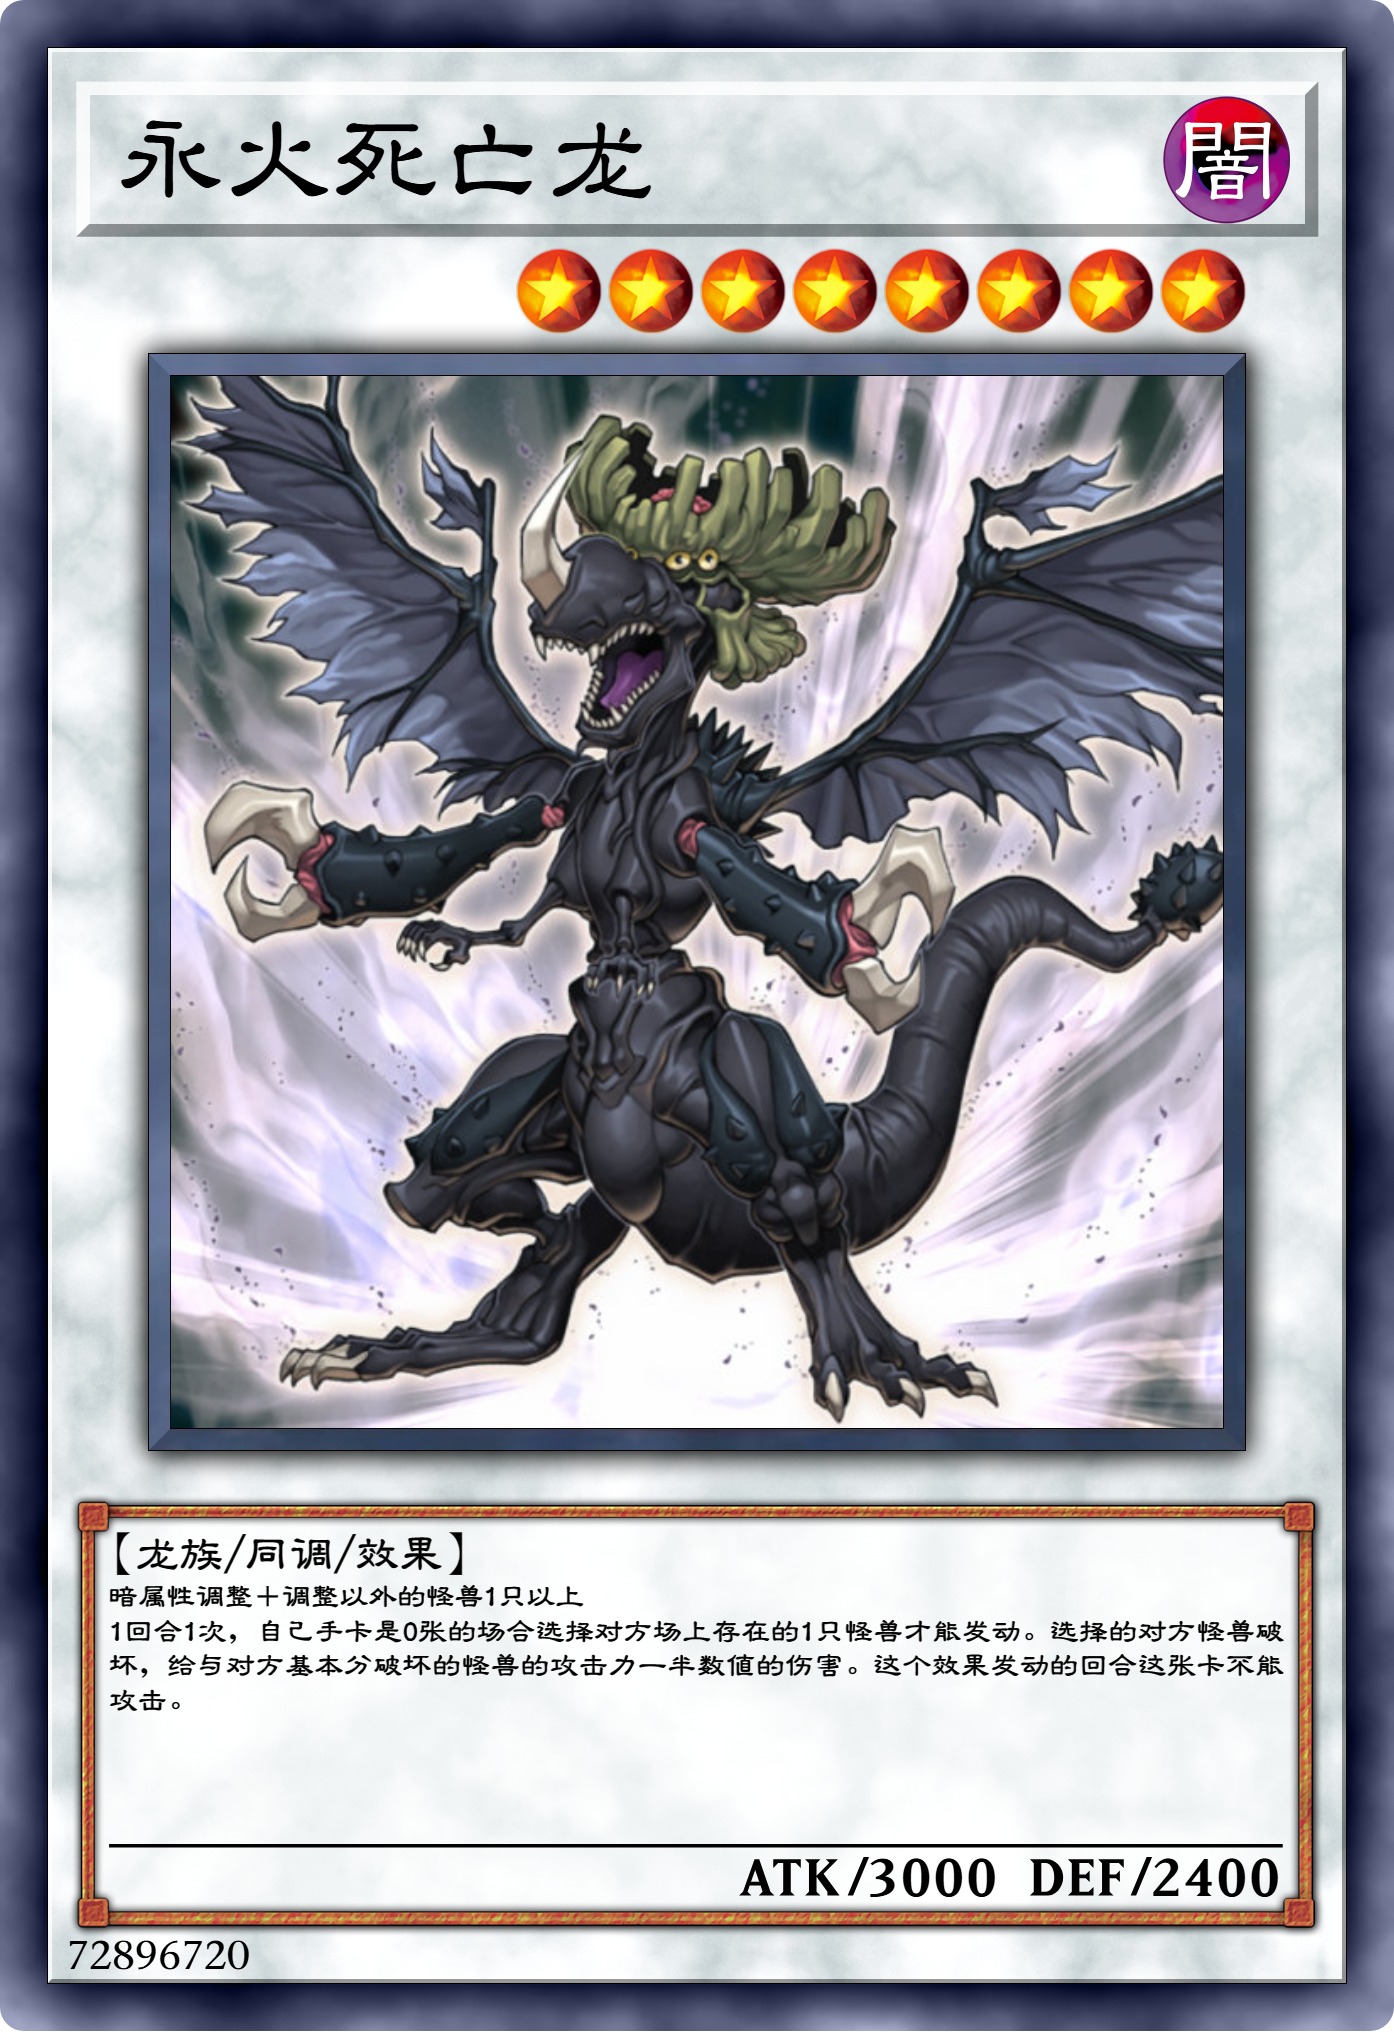 永火死亡龙
闇
【龙族/同调/效果】
暗属性调整＋调整以外的怪兽1只以上
1回合1次，自己手卡是0张的场合选择对方场上存在的1只怪兽才能发动。选择的对方怪兽破
坏，给与对方基本分破坏的怪兽的攻击力一半数值的伤害。这个效果发动的回合这张卡不能
攻击。
ATK/3000 DEF/2400
72896720